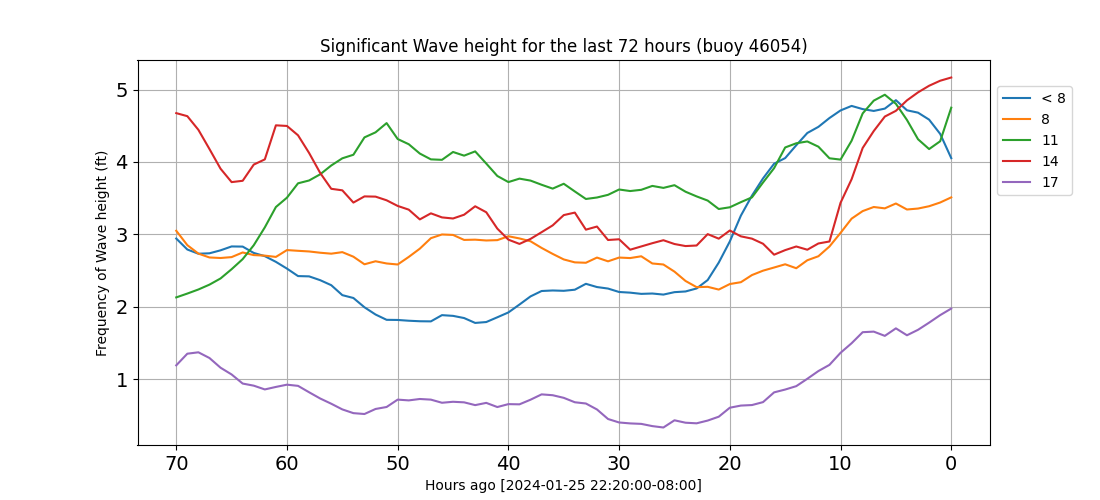 Significant Wave height for the last 72 hours (buoy 46054)
Frequency of Wave height (ft)
5
4
3
2
1
70 60 50 40 30 20 10 0
Hours ago [2024-01-25 22:20:00-08:00]
< 8
8
11
14
17